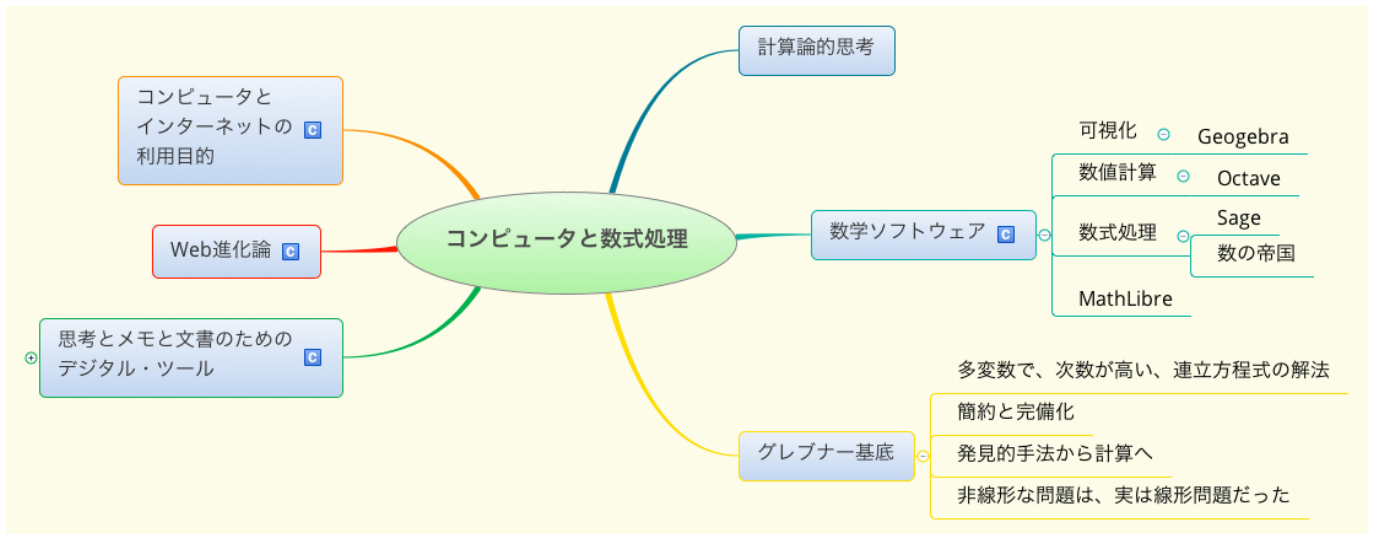 計算論的思考
コンピュータと
インターネットの
利用目的
C
可視化
Geogebra
数値計算
Octave
数学ソフトウェア
C
数式処理
Sage
数の帝国
MathLibre
コンピュータと数式処理
Web進化論
C
思考とメモと文書のための
デジタル・ツール
C
グレブナー基底
多変数で、次数が高い、連立方程式の解法
簡約と完備化
発見的手法から計算へ
非線形な問題は、実は線形問題だった